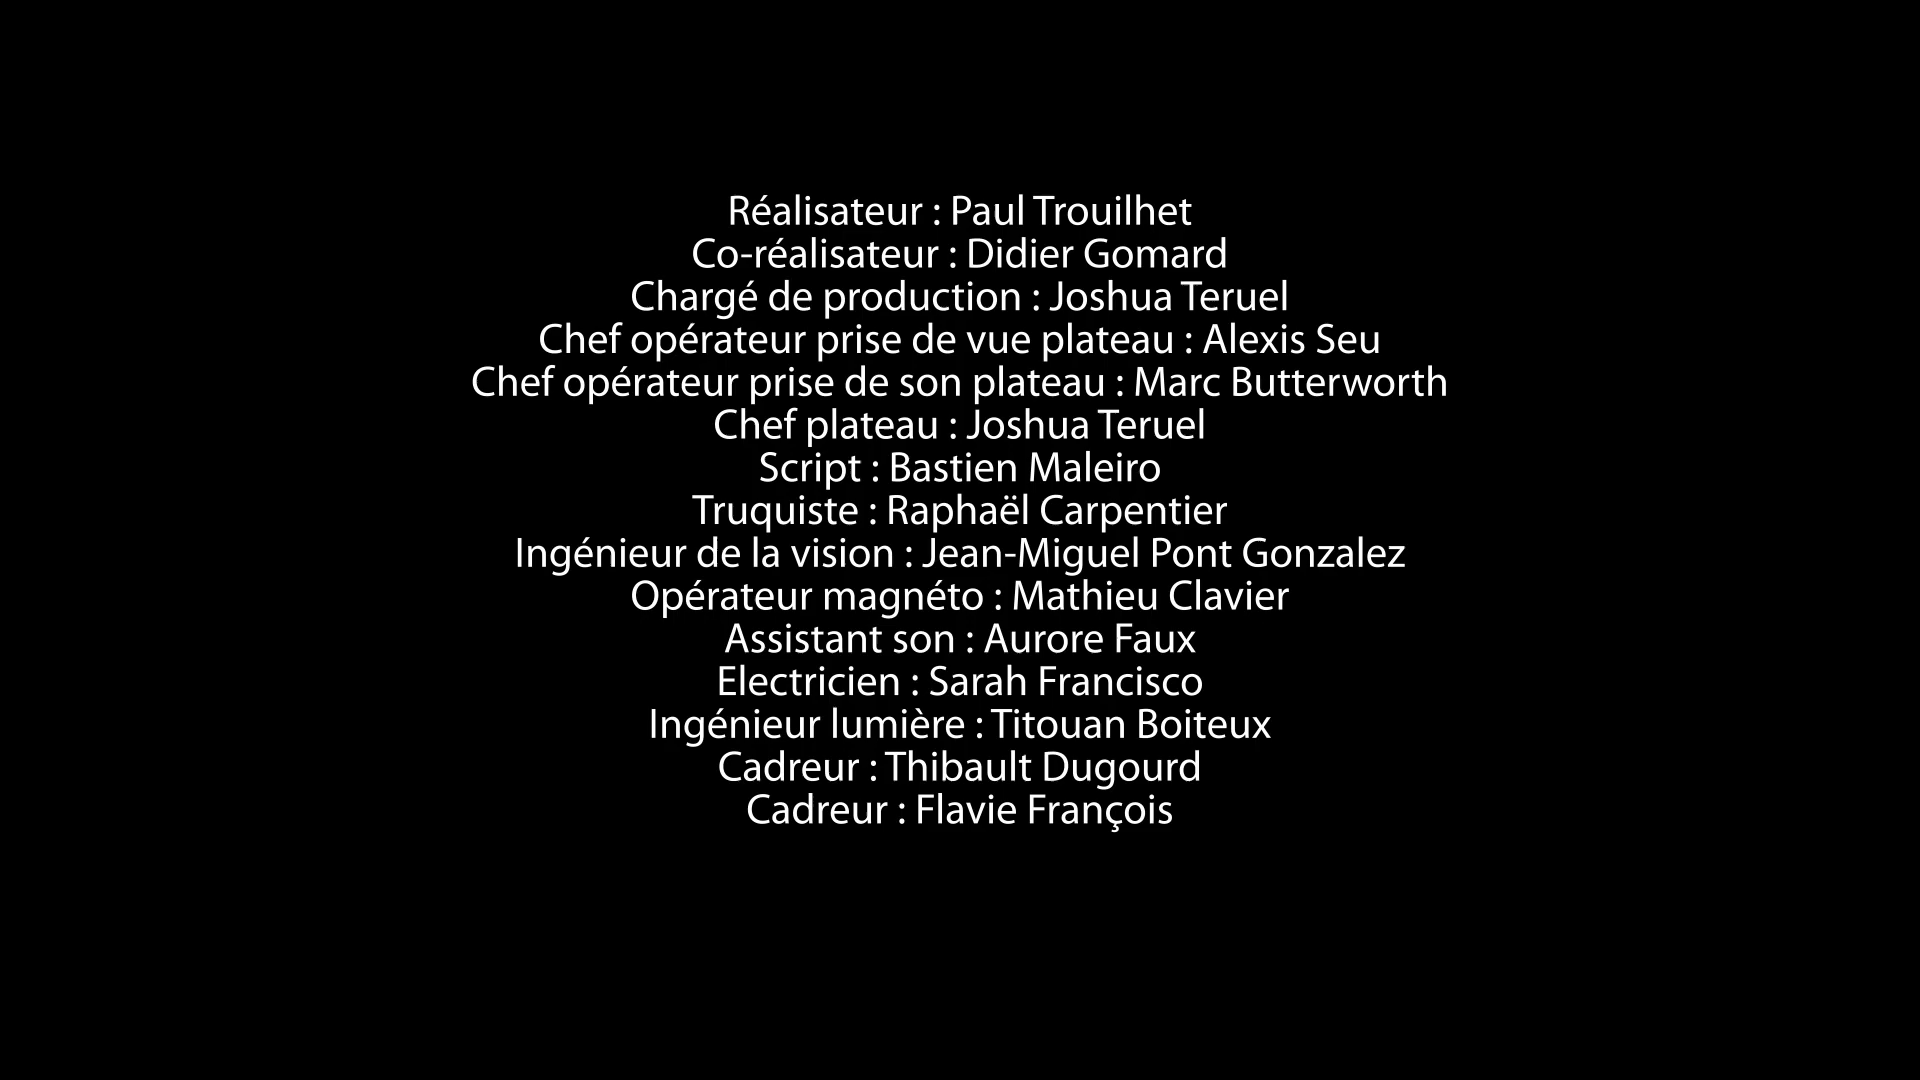 Réalisateur : Paul Trouilhet
Co-réalisateur : Didier Gomard
Chargé de production : Joshua Teruel
Chef opérateur prise de vue plateau : Alexis Seu
Chef opérateur prise de son plateau : Marc Butterworth
Chef plateau : Joshua Teruel
Script : Bastien Maleiro
Truquiste : Raphaël Carpentier
Ingénieur de la vision : Jean-Miguel Pont Gonzalez
Opérateur magnéto : Mathieu Clavier
Assistant son : Aurore Faux
Electricien : Sarah Francisco
Ingénieur lumière : Titouan Boiteux
Cadreur : Thibault Dugourd
Cadreur : Flavie François